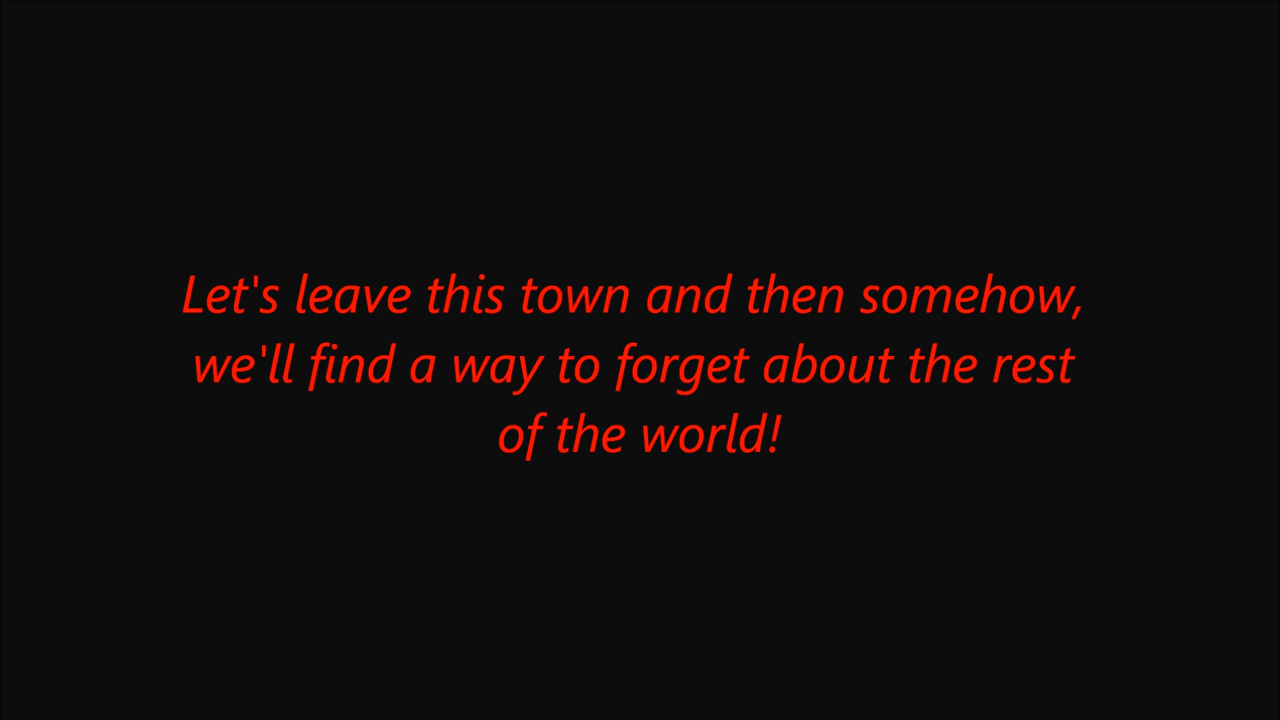 Let's leave this town and then somehow,
we'll find a way to forget about the rest
of the world!